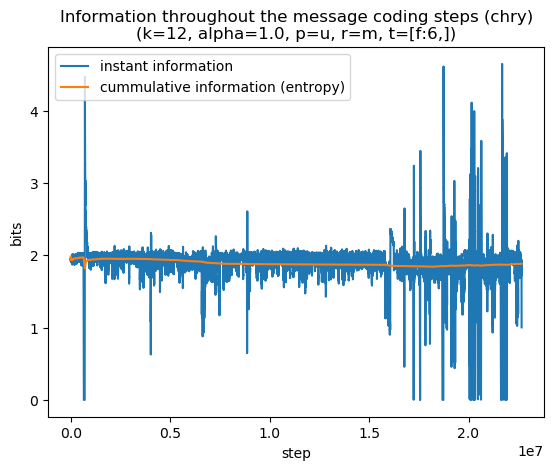 Information throughout the message coding steps (chry)
(k=12, alpha=1.0, p=u, r=m, t=[f:6,])
instant information
cummulative information (entropy)
4
3
2
1
0
bits
0.0 0.5 1.0 1.5 2.0
1e7
step